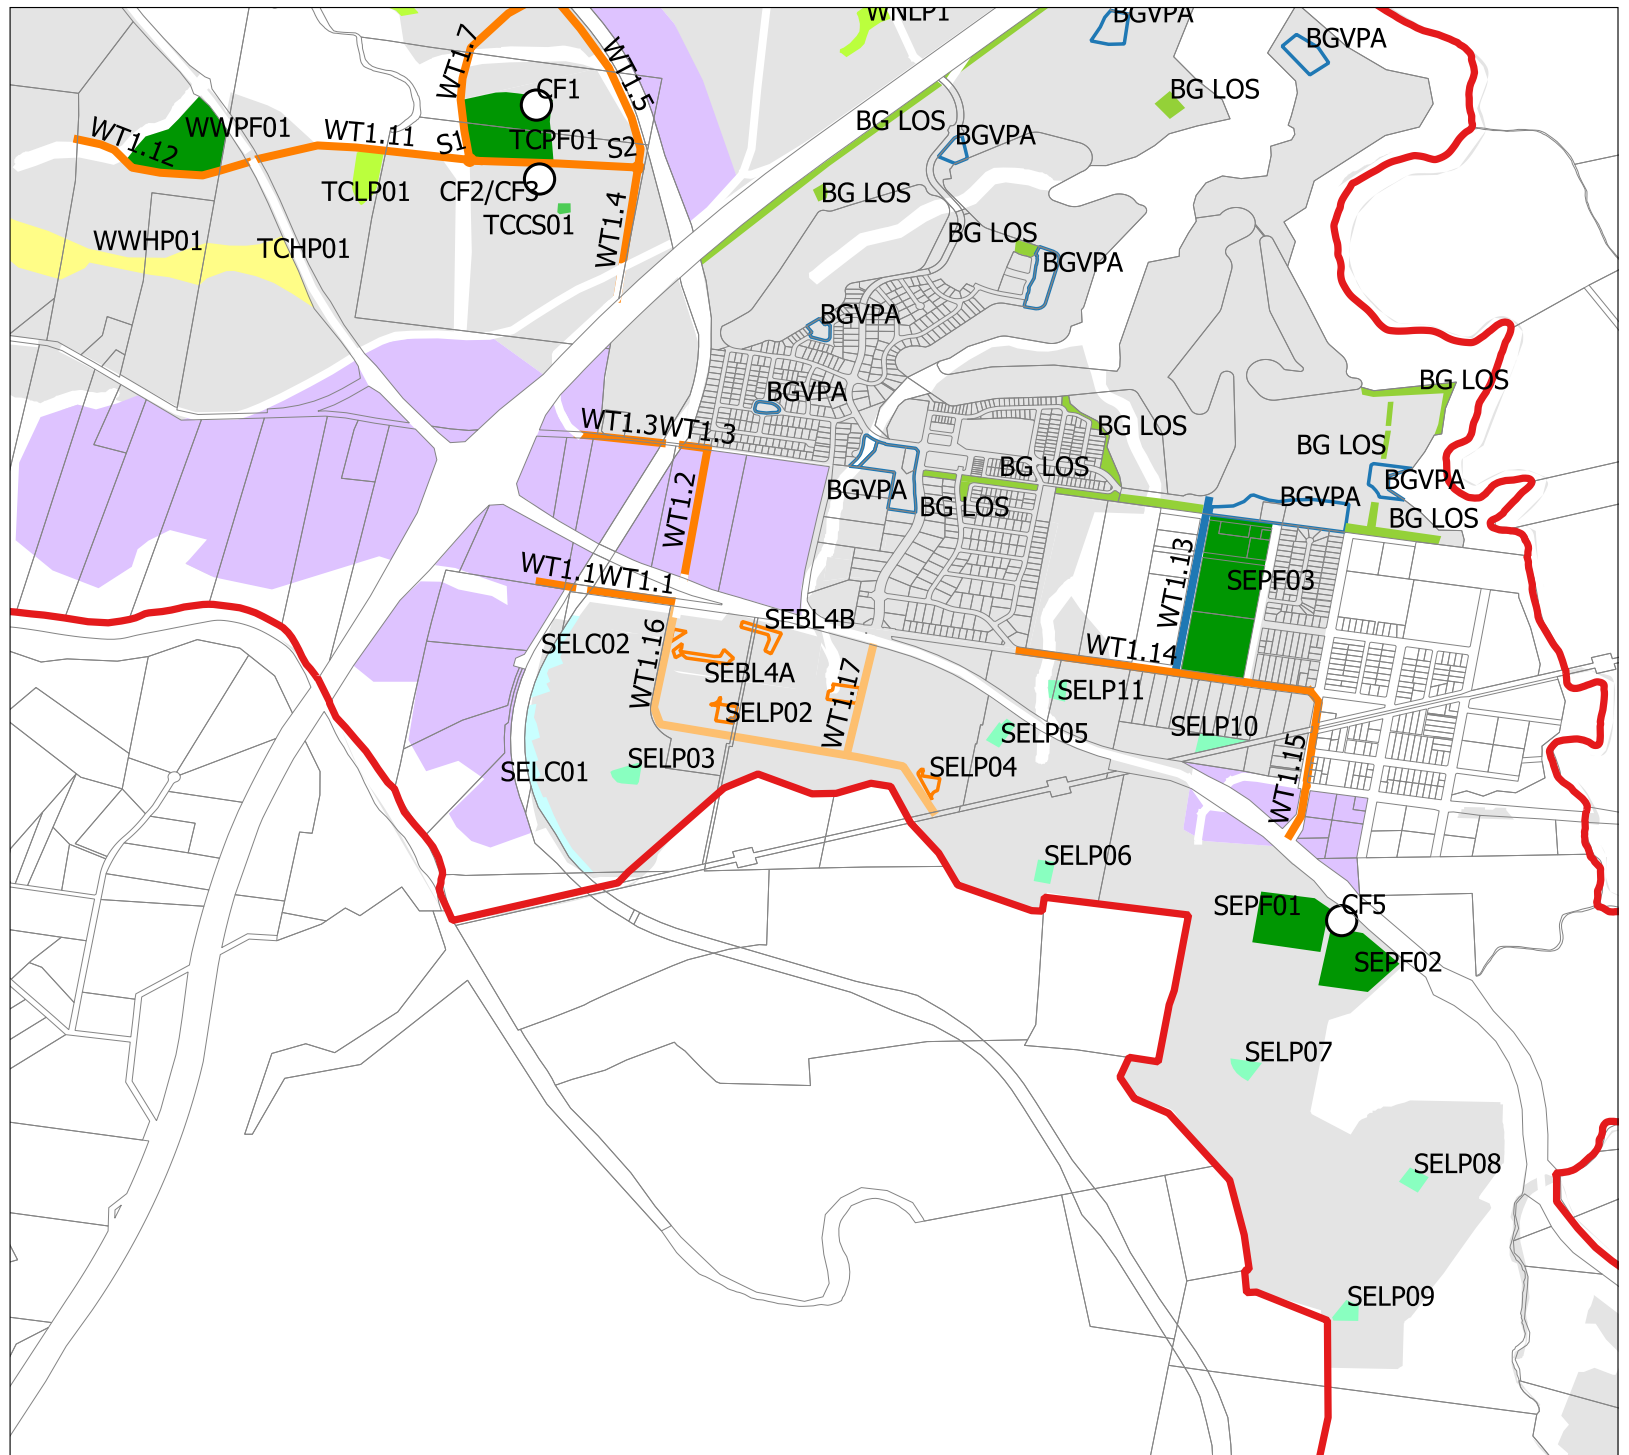 WNLP1
BGVPA
BGVPA
WT1.7
WT1.5
CF1
BG LOS
BG LOS
WWPF01
WT1.12
WT1.11
S1
TCPF01
S2
BGVPA
TCLP01
CF2/CF3
BG LOS
TCCS01
WT1.4
BG LOS
WWHP01
TCHP01
BGVPA
BGVPA
BG LOS
BGVPA
WT1.3
WT1.3
BG LOS
BG LOS
BG LOS
BGVPA
BGVPA
BGVPA
BG LOS
BG LOS
WT1.2
WT1.13
SEPF03
WT1.1
WT1.1
SEBL4B
SELC02
WT1.16
WT1.14
SEBL4A
SELP11
WT1.17
SELP02
SELP05
SELP10
SELP03
SELC01
SELP04
WT1.15
SELP06
SEPF01
CF5
SEPF02
SELP07
SELP08
SELP09